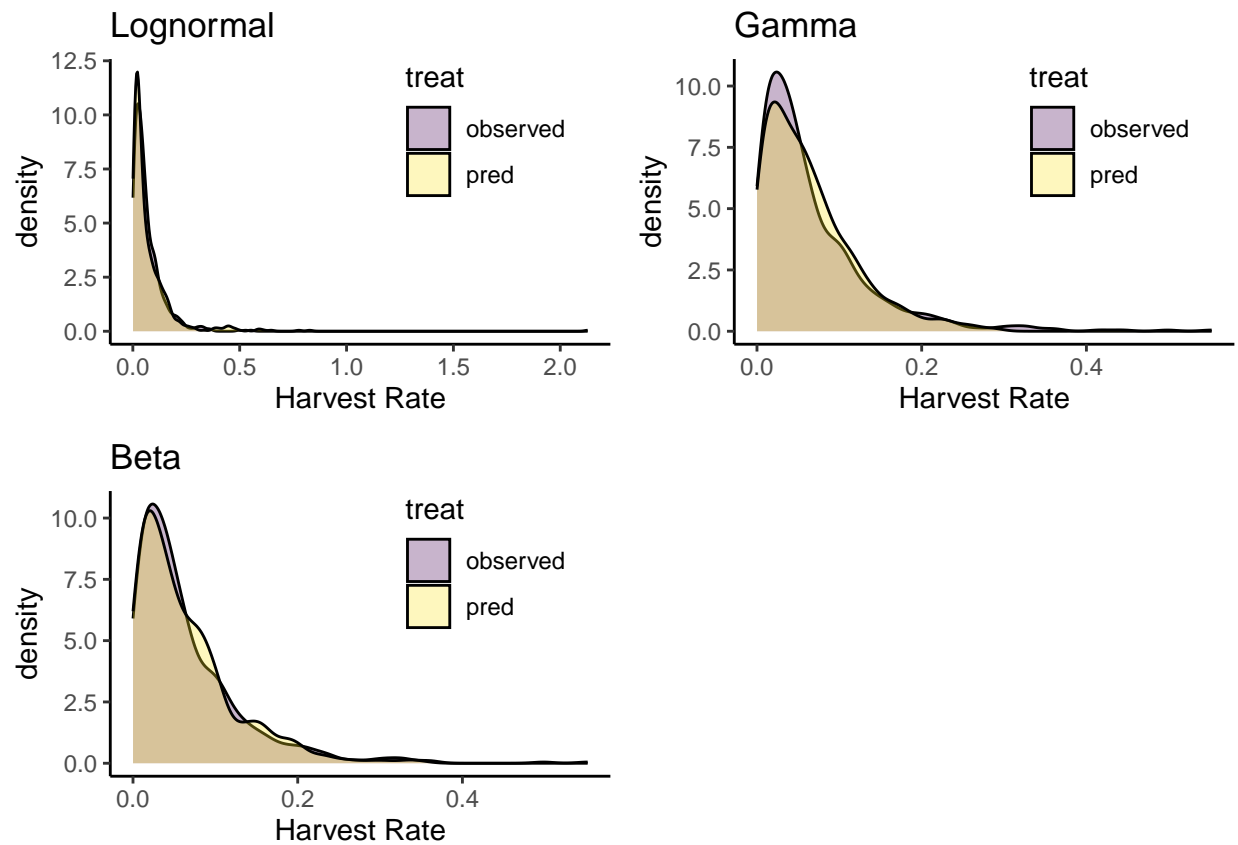 Lognormal
12.5
10.0
7.5
5.0
2.5
0.0
density
0.0 0.5 1.0 1.5 2.0
Harvest Rate
treat
observed
pred
Gamma
10.0
7.5
5.0
2.5
0.0
density
0.0 0.2 0.4
Harvest Rate
treat
observed
pred
Beta
10.0
7.5
5.0
2.5
0.0
density
0.0 0.2 0.4
Harvest Rate
treat
observed
pred